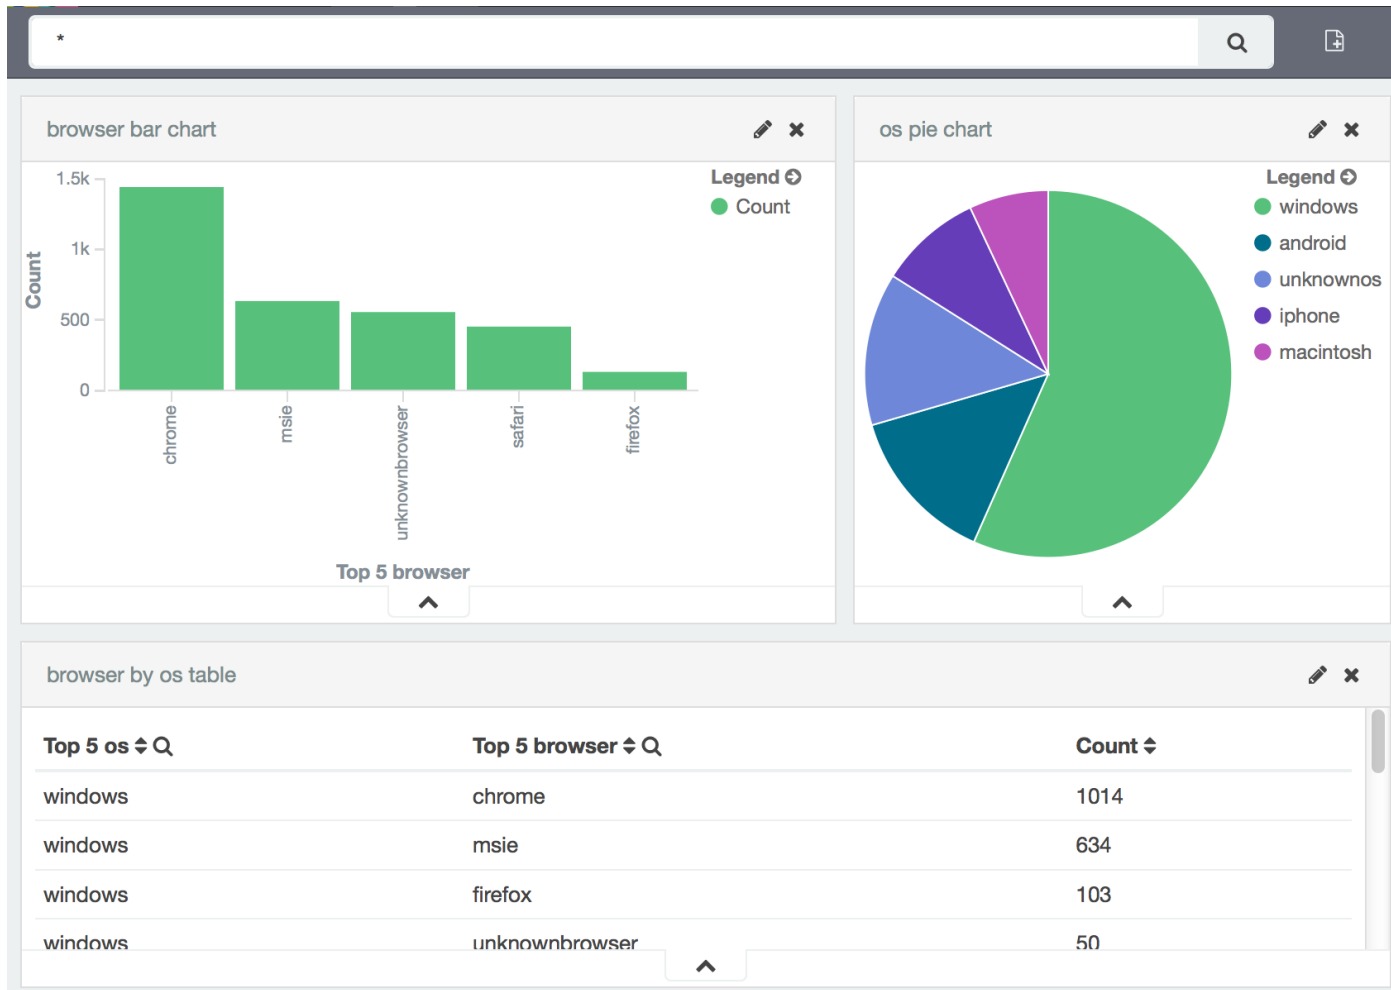 *
browser bar chart
Legend
Count
1.5k
1k
500
0
Count
chrome
msie
unknownbrowser
safari
firefox
Top 5 browser
os pie chart
Legend
windows
android
unknownos
iphone
macintosh
browser by os table
Top 5 os Top 5 browser Count
windows chrome 1014
windows msie 634
windows firefox 103
windows unknownbrowser 50